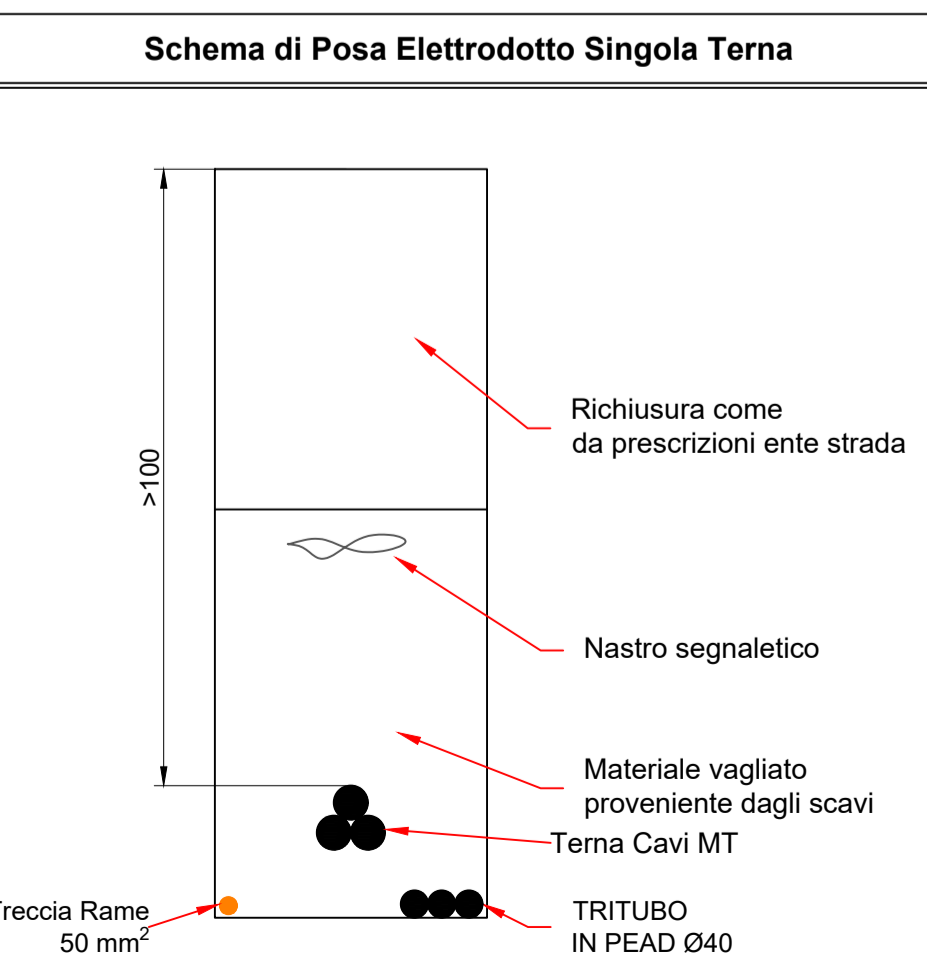 Schema di Posa Elettrodotto Singola Terna
>100
Richiusura come
da prescrizioni ente strada
Nastro segnaletico
Materiale vagliato
proveniente dagli scavi
Terna Cavi MT
Treccia Rame
50 mm²
TRITUBO
IN PEAD Ø40